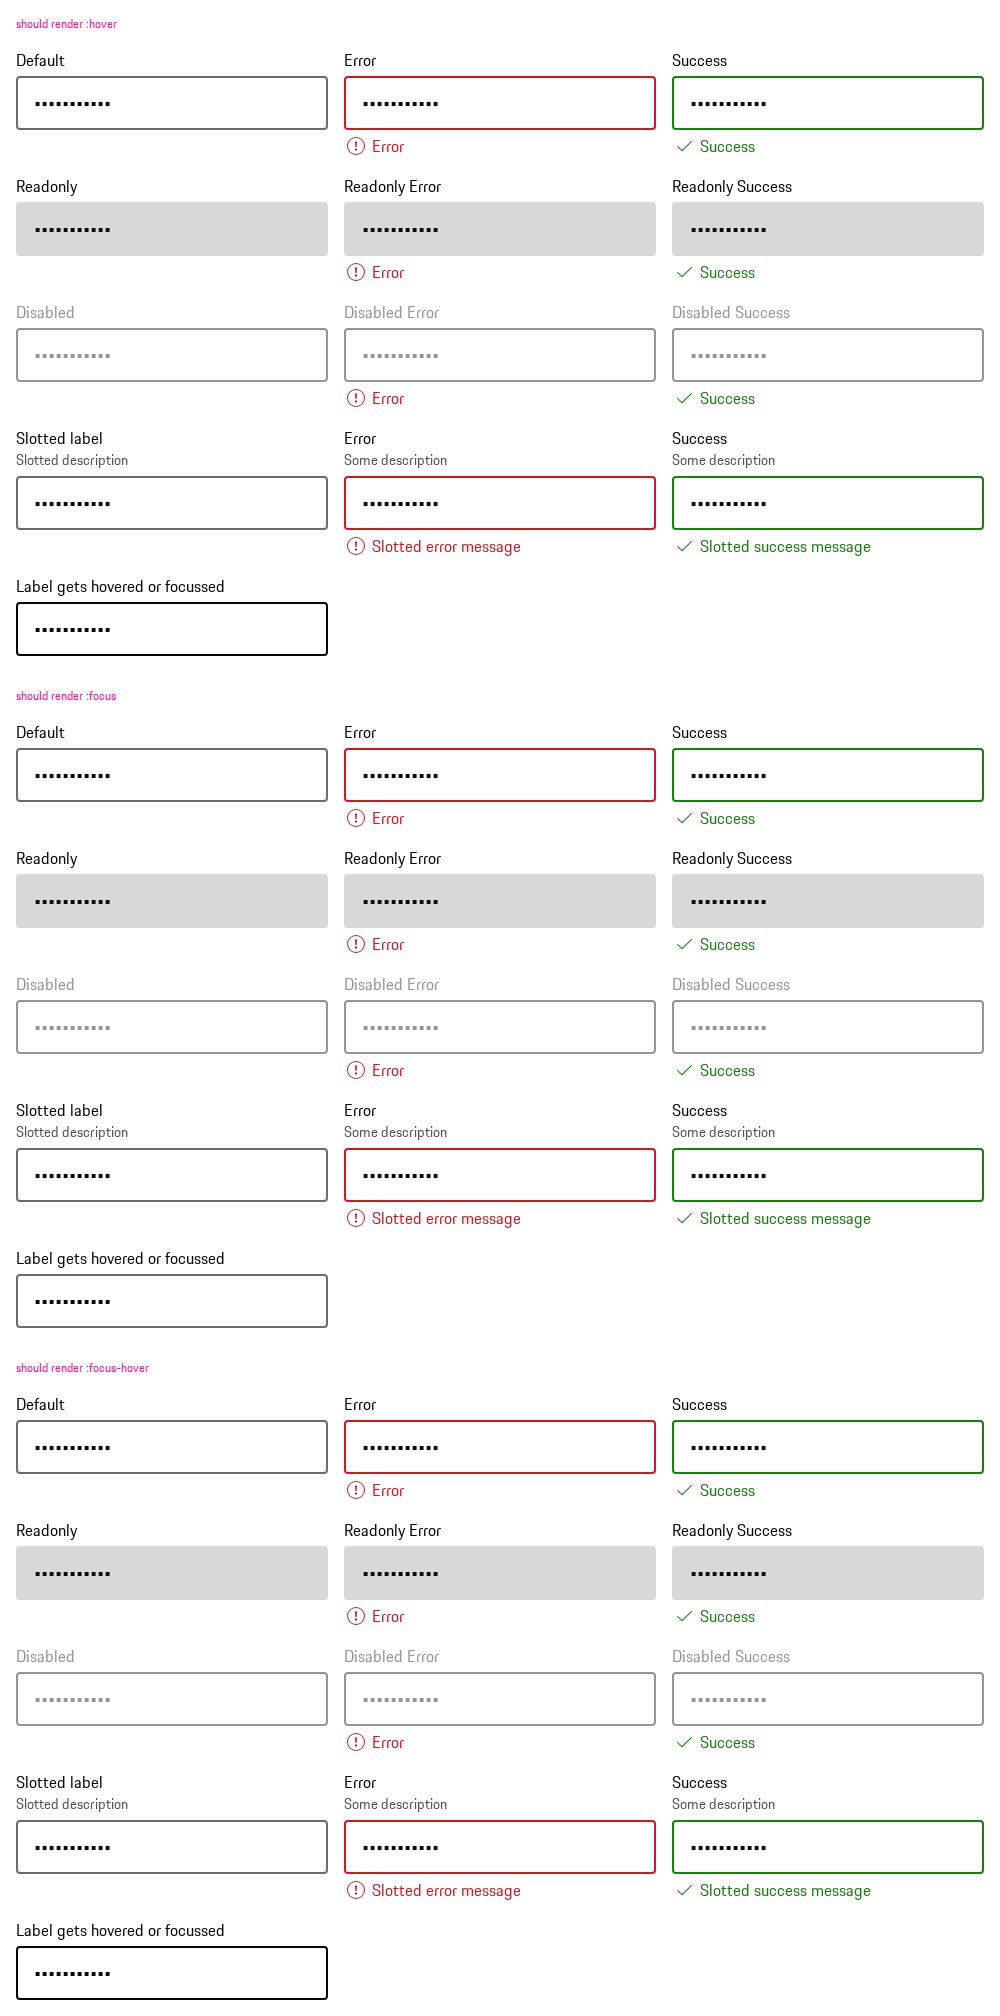 should render :hover
Default Error Success
••••••••••• ••••••••••• •••••••••••
Error Success
Readonly Readonly Error Readonly Success
••••••••••• ••••••••••• •••••••••••
Error Success
Disabled Disabled Error Disabled Success
••••••••••• ••••••••••• •••••••••••
Error Success
Slotted label Error Success
Slotted description Some description Some description
••••••••••• ••••••••••• •••••••••••
Slotted error message Slotted success message
Label gets hovered or focussed
•••••••••••
should render :focus
Default Error Success
••••••••••• ••••••••••• •••••••••••
Error Success
Readonly Readonly Error Readonly Success
••••••••••• ••••••••••• •••••••••••
Error Success
Disabled Disabled Error Disabled Success
••••••••••• ••••••••••• •••••••••••
Error Success
Slotted label Error Success
Slotted description Some description Some description
••••••••••• ••••••••••• •••••••••••
Slotted error message Slotted success message
Label gets hovered or focussed
•••••••••••
should render :focus-hover
Default Error Success
••••••••••• ••••••••••• •••••••••••
Error Success
Readonly Readonly Error Readonly Success
••••••••••• ••••••••••• •••••••••••
Error Success
Disabled Disabled Error Disabled Success
••••••••••• ••••••••••• •••••••••••
Error Success
Slotted label Error Success
Slotted description Some description Some description
••••••••••• ••••••••••• •••••••••••
Slotted error message Slotted success message
Label gets hovered or focussed
•••••••••••